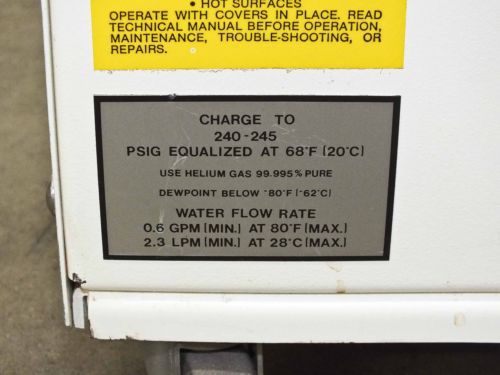 • HOT SURFACES
OPERATE WITH COVERS IN PLACE. READ
TECHNICAL MANUAL BEFORE OPERATION,
MAINTENANCE, TROUBLE-SHOOTING, OR
REPAIRS.
CHARGE TO
240-245
PSIG EQUALIZED AT 68°F (20°C)
USE HELIUM GAS 99.995% PURE
DEWPOINT BELOW -80°F (-62°C)
WATER FLOW RATE
0.6 GPM (MIN.) AT 80°F (MAX.)
2.3 LPM (MIN.) AT 28°C (MAX.)